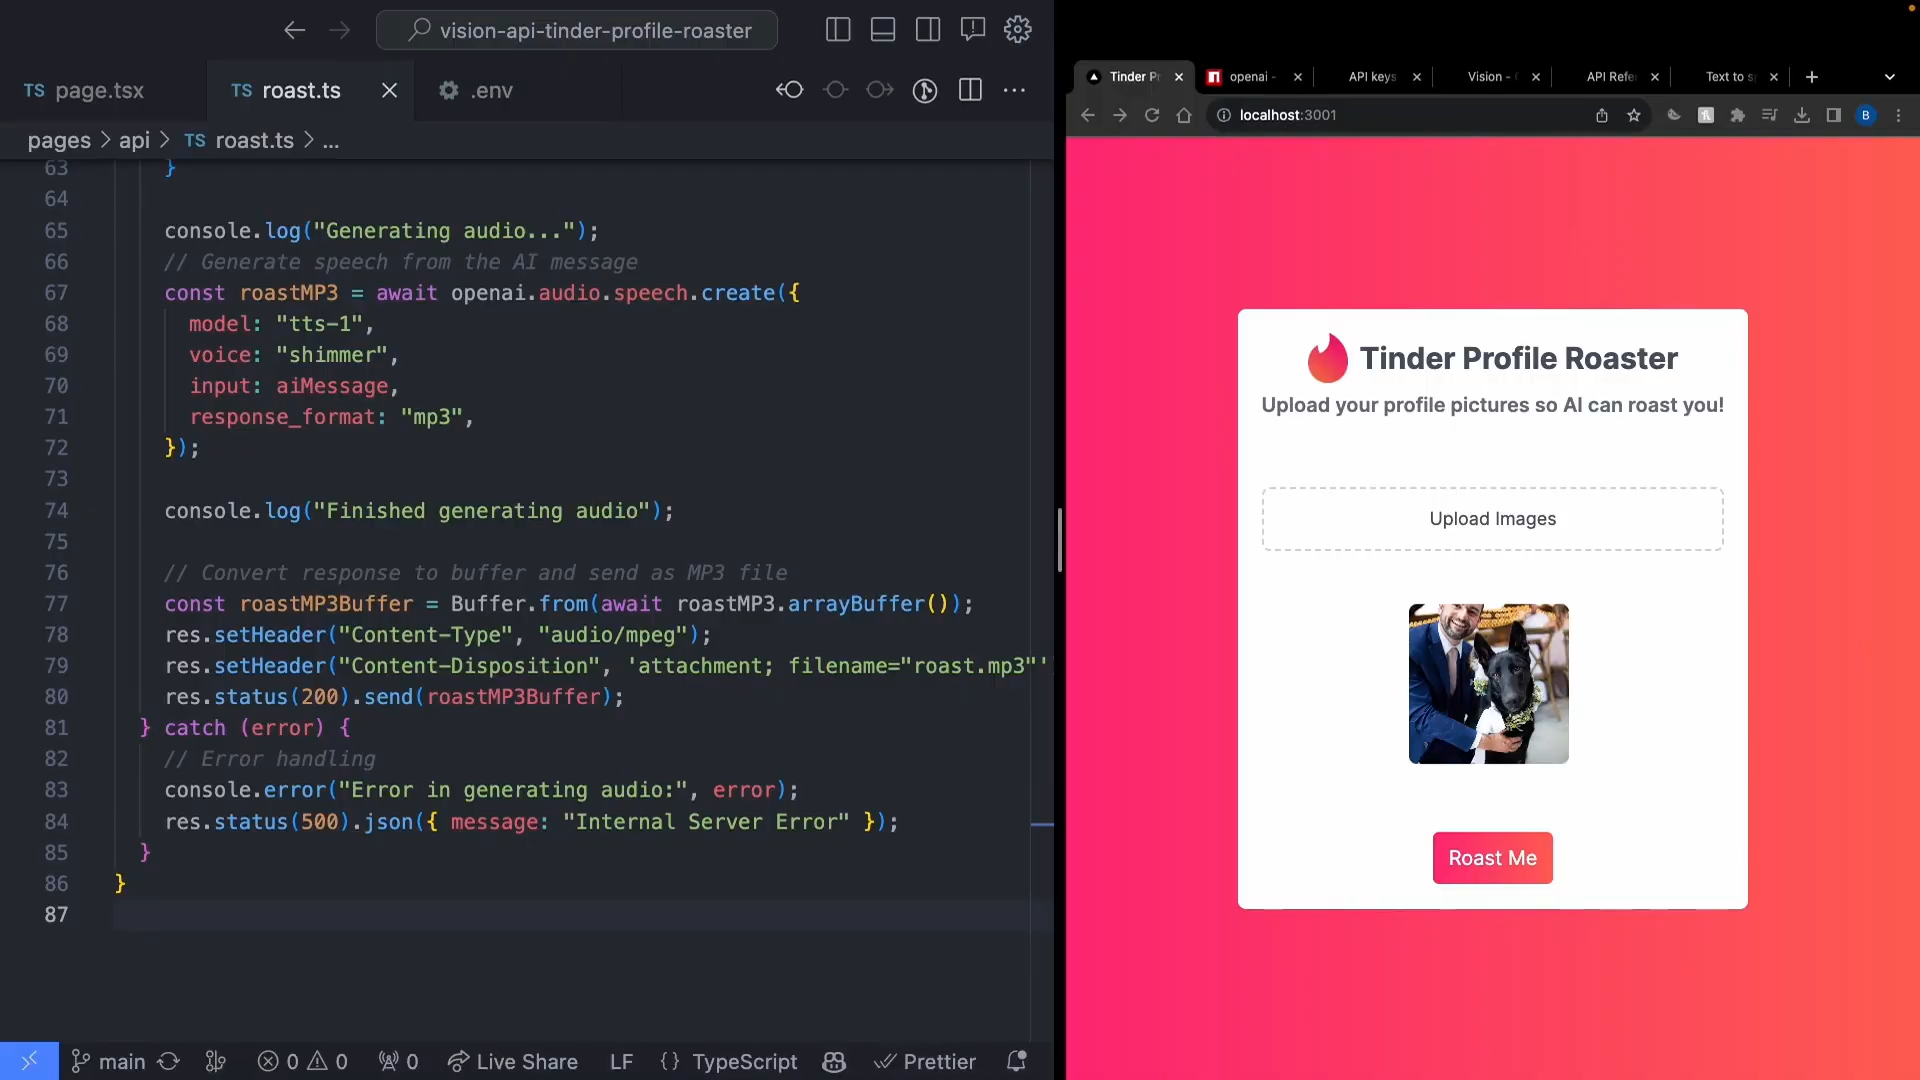 vision-api-tinder-profile-roaster
TS page.tsx
TS roast.ts
.env
pages > api > TS roast.ts > ...
63 }
64
65 console.log("Generating audio...");
66 // Generate speech from the AI message
67 const roastMP3 = await openai.audio.speech.create({
68 model: "tts-1",
69 voice: "shimmer",
70 input: aiMessage,
71 response_format: "mp3",
72 });
73
74 console.log("Finished generating audio");
75
76 // Convert response to buffer and send as MP3 file
77 const roastMP3Buffer = Buffer.from(await roastMP3.arrayBuffer());
78 res.setHeader("Content-Type", "audio/mpeg");
79 res.setHeader("Content-Disposition", 'attachment; filename="roast.mp3"'
80 res.status(200).send(roastMP3Buffer);
81 } catch (error) {
82 // Error handling
83 console.error("Error in generating audio:", error);
84 res.status(500).json({ message: "Internal Server Error" });
85 }
86 }
87
main 0 0 0 Live Share LF {} TypeScript Prettier
Tinder P
openai -
API keys
Vision -
API Refe
Text to s
localhost:3001
B
Tinder Profile Roaster
Upload your profile pictures so AI can roast you!
Upload Images
Roast Me